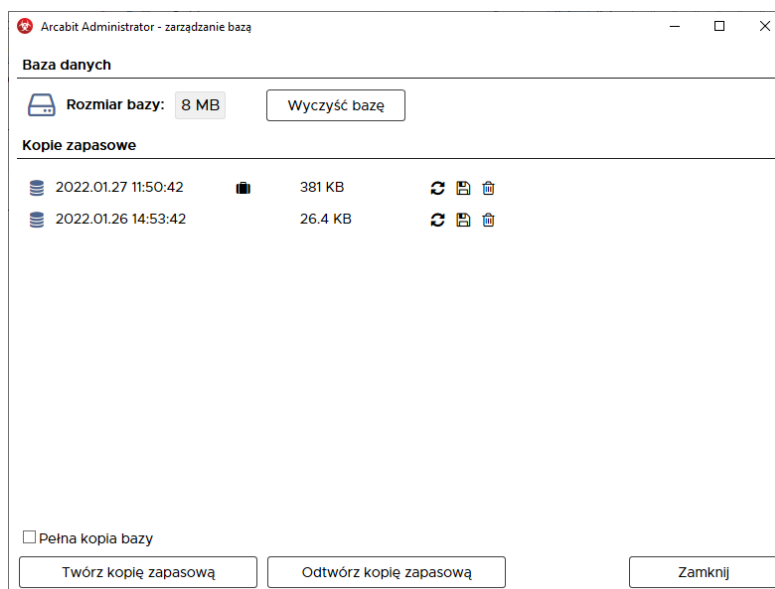 Arcabit Administrator - zarządzanie bazą
Baza danych
Rozmiar bazy: 8 MB Wyczyść bazę
Kopie zapasowe
2022.01.27 11:50:42 381 KB
2022.01.26 14:53:42 26.4 KB
Pełna kopia bazy
Twórz kopię zapasową Odtwórz kopię zapasową Zamknij